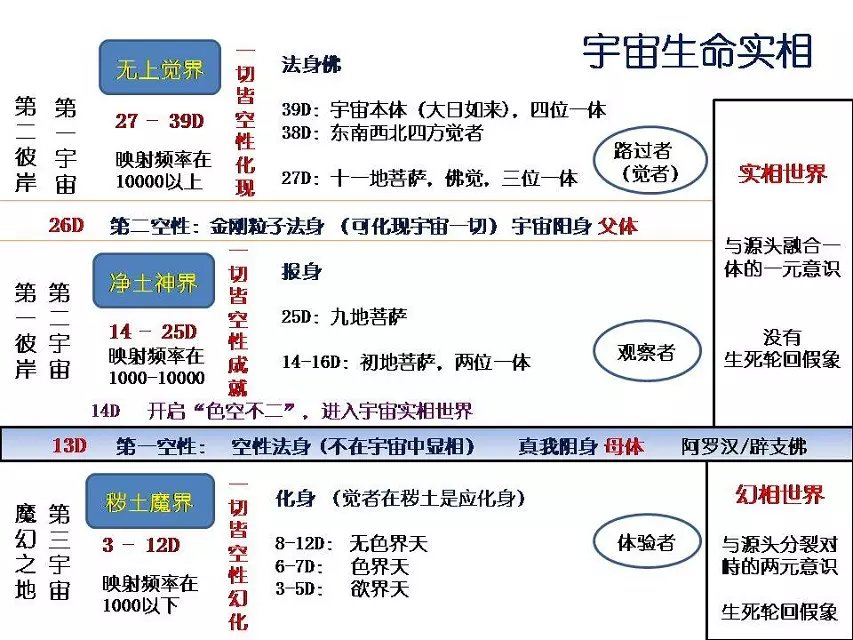 宇宙生命实相
无上觉界
27 - 39D
映射频率在
10000以上
第二彼岸
第一宇宙
一切皆空性化现
法身佛
39D: 宇宙本体(大日如来), 四位一体
38D: 东南西北四方觉者
27D: 十一地菩萨, 佛觉, 三位一体
路过者
(觉者)
26D 第二空性: 金刚粒子法身 (可化现宇宙一切) 宇宙阳身 父体
净土神界
14 - 25D
映射频率在
1000-10000
第一彼岸
第二宇宙
一切皆空性成就
报身
25D: 九地菩萨
14-16D: 初地菩萨, 两位一体
观察者
14D 开启“色空不二”, 进入宇宙实相世界
实相世界
与源头融合一
体的一元意识
没有
生死轮回假象
13D 第一空性: 空性法身(不在宇宙中显相) 真我阴身 母体 阿罗汉/辟支佛
秽土魔界
3 - 12D
映射频率在
1000以下
魔幻之地
第三宇宙
一切皆空性幻化
化身 (觉者在秽土是应化身)
8-12D: 无色界天
6-7D: 色界天
3-5D: 欲界天
体验者
幻相世界
与源头分裂对
峙的两元意识
生死轮回假象